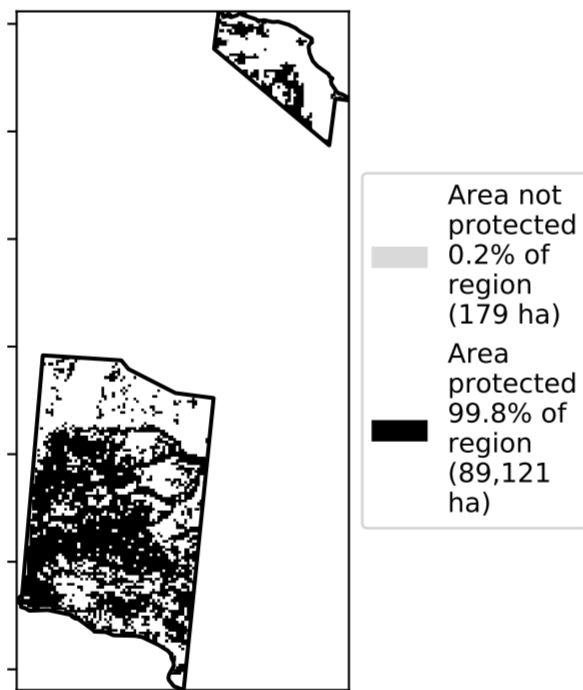 Area not
protected
0.2% of
region
(179 ha)
Area
protected
99.8% of
region
(89,121
ha)